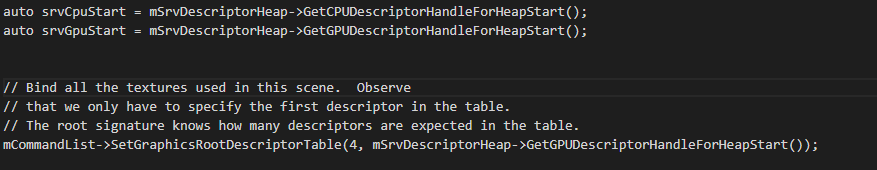 auto srvCpuStart = mSrvDescriptorHeap->GetCPUDescriptorHandleForHeapStart();
auto srvGpuStart = mSrvDescriptorHeap->GetGPUDescriptorHandleForHeapStart();
// Bind all the textures used in this scene.  Observe
// that we only have to specify the first descriptor in the table.
// The root signature knows how many descriptors are expected in the table.
mCommandList->SetGraphicsRootDescriptorTable(4, mSrvDescriptorHeap->GetGPUDescriptorHandleForHeapStart());